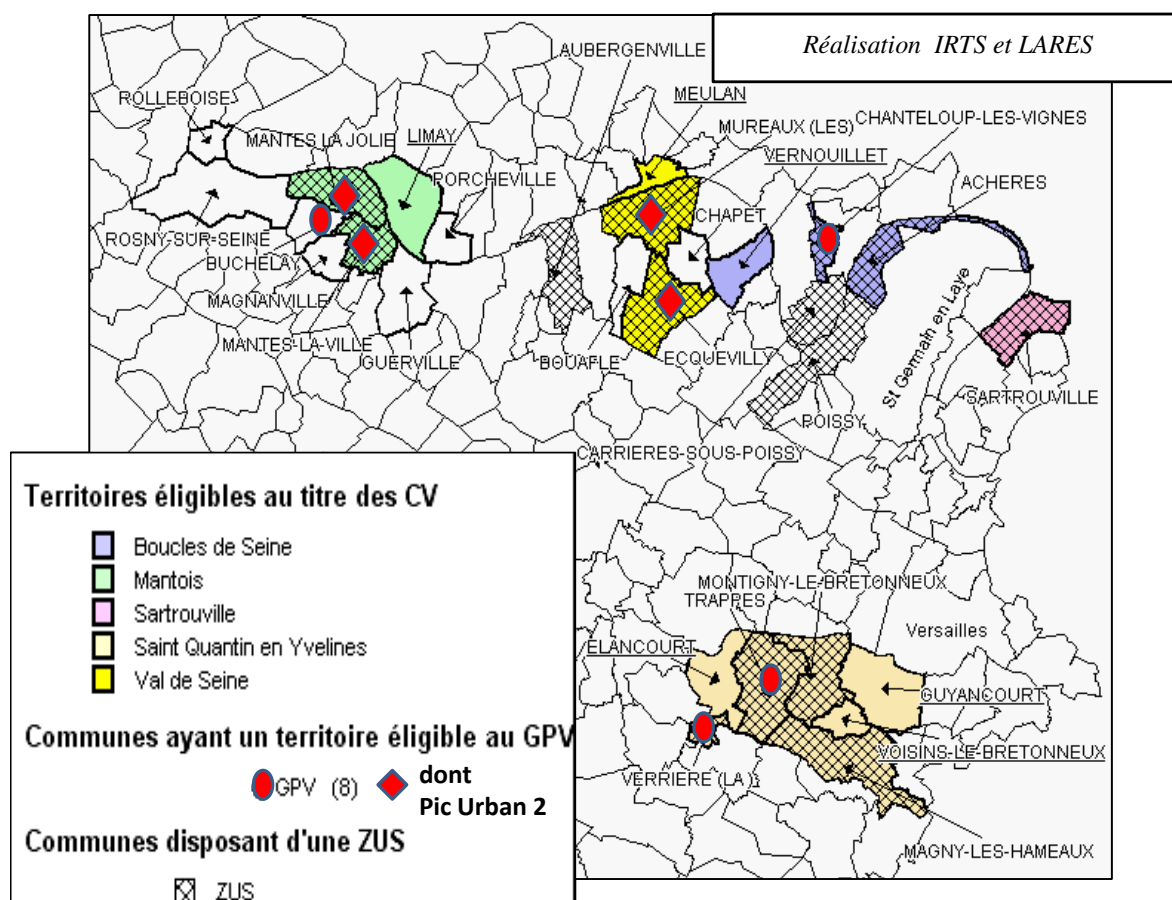 Réalisation IRTS et LARES
AUBERGENVILLE
MEULAN
CHANTELOUP-LES-VIGNES
ROLLEBOISE
MUREAUX (LES)
MANTES LA JOLIE
LIMAY
VERNOUILLET
PORCHEVILLE
ACHERES
CHAPET
ROSNY-SUR-SEINE
BUCHELAY
MAGNANVILLE
St Germain en Laye
MANTES-LA-VILLE
GUERVILLE
BOUAFLE
ECQUEVILLY
SARTROUVILLE
POISSY
CARRIERES-SOUS-POISSY
Territoires éligibles au titre des CV
Boucles de Seine
Mantois
Sartrouville
Saint Quantin en Yvelines
Val de Seine
Communes ayant un territoire éligible au GPV
GPV (8)
dont
Pic Urban 2
Communes disposant d'une ZUS
ZUS
MONTIGNY-LE-BRETONNEUX
TRAPPES
Versailles
ELANCOURT
GUYANCOURT
VOISINS-LE-BRETONNEUX
VERRIERE (LA)
MAGNY-LES-HAMEAUX